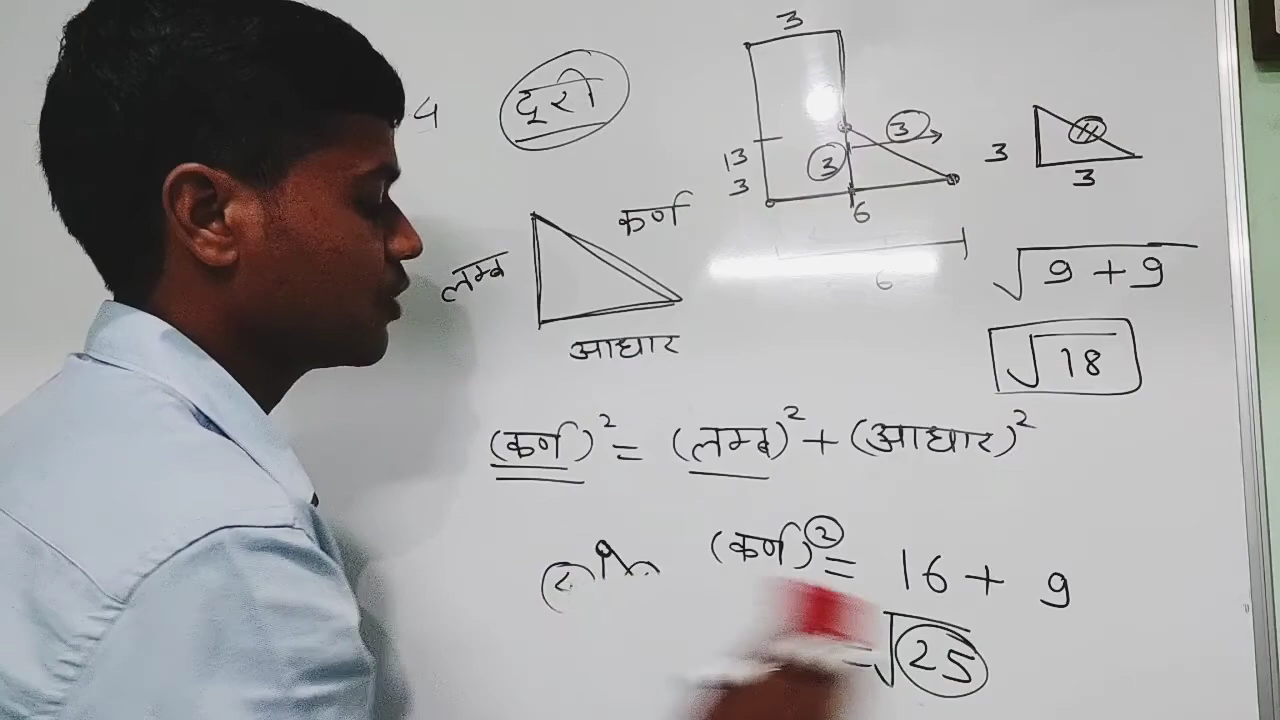 4
दूरी
लम्ब
कर्ण
आधार
3
13
3
3
3
6
6
3
3
√9 + 9
√18
(कर्ण)² = (लम्ब)² + (आधार)²
(कर्ण)² = 16 + 9
= √25